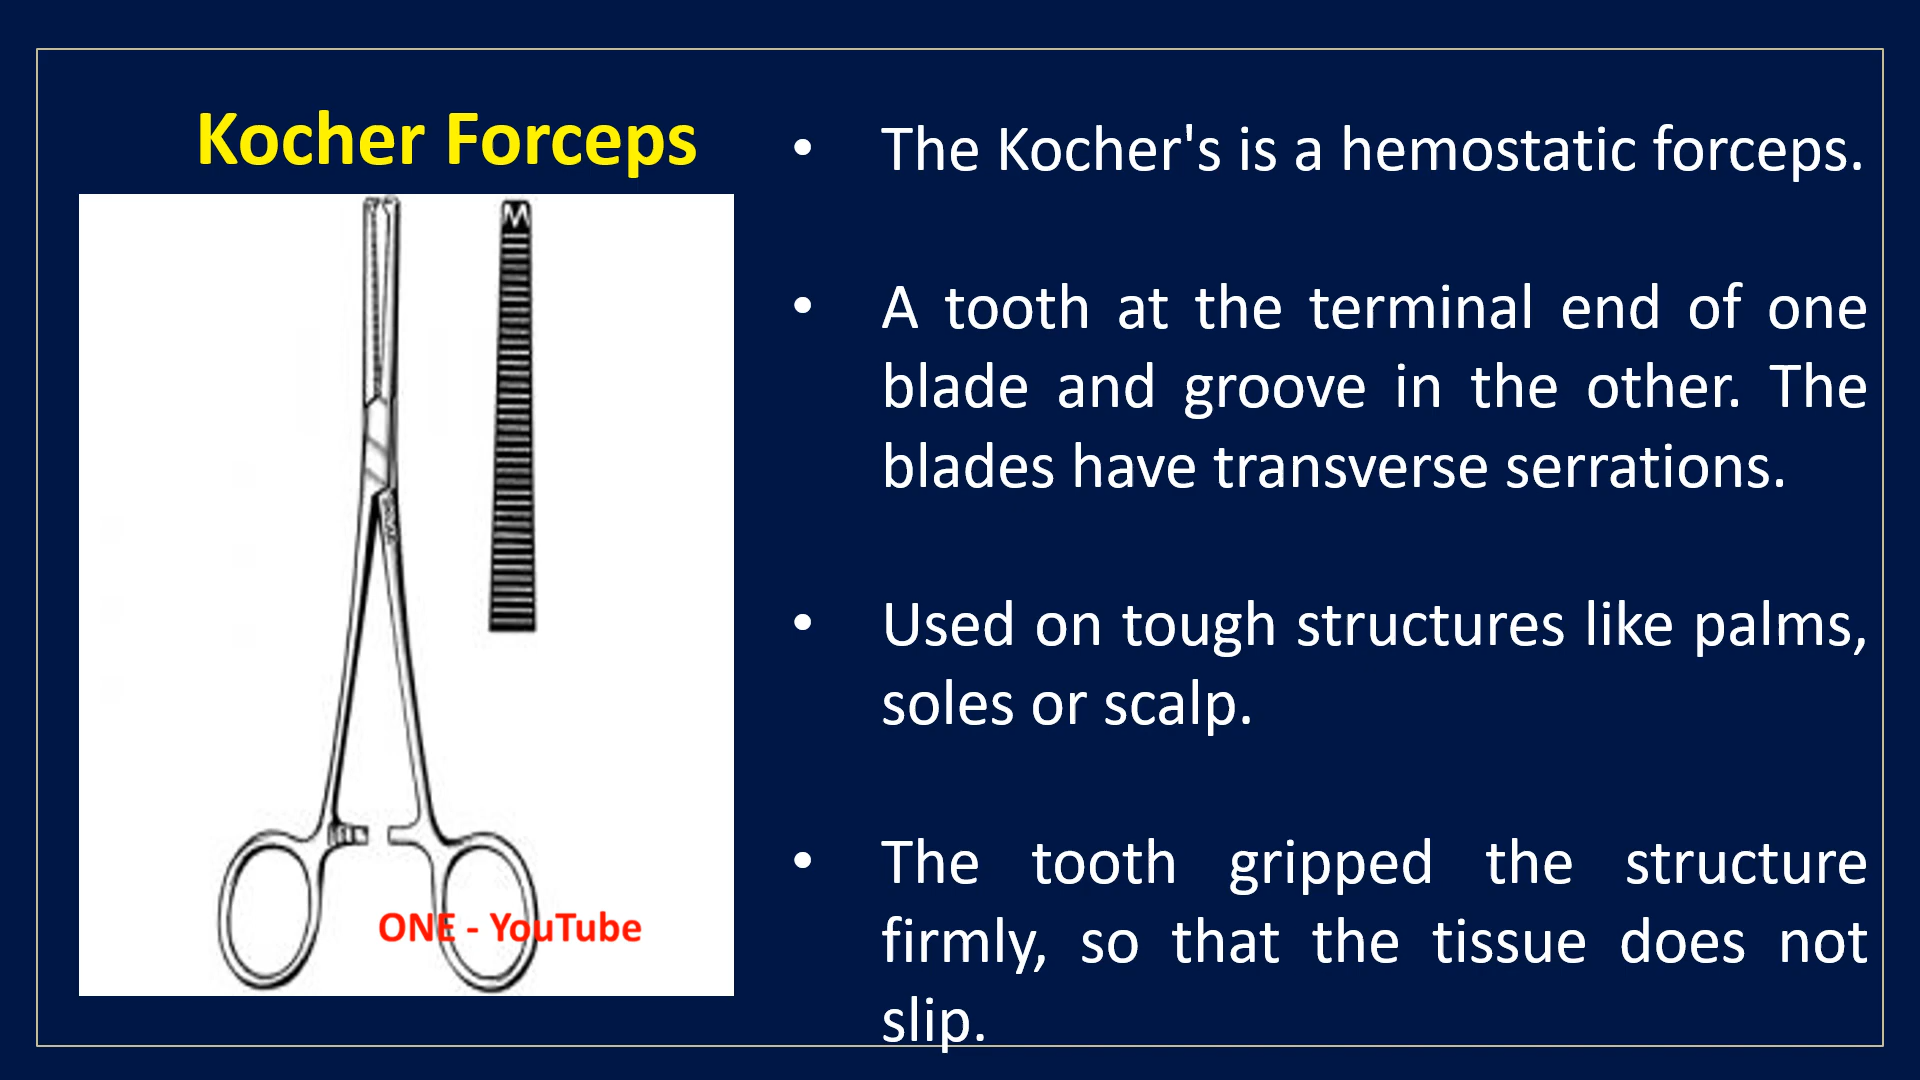 Kocher Forceps
• The Kocher's is a hemostatic forceps.
• A tooth at the terminal end of one
blade and groove in the other. The
blades have transverse serrations.
• Used on tough structures like palms,
soles or scalp.
• The tooth gripped the structure
firmly, so that the tissue does not
slip.
ONE - YouTube